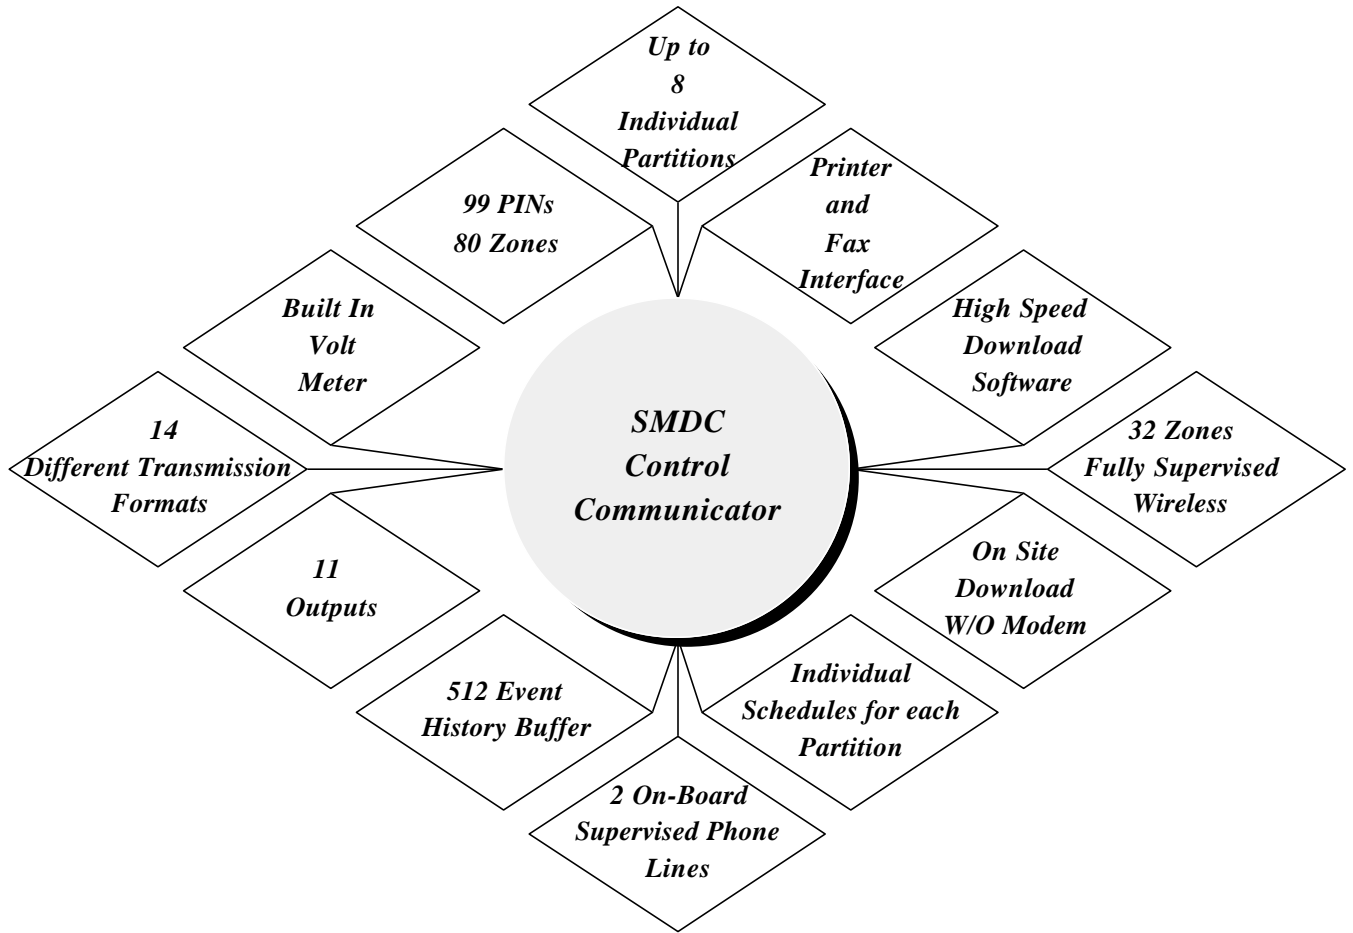 Up to
8
Individual
Partitions
99 PINs
80 Zones
Printer
and
Fax
Interface
Built In
Volt
Meter
High Speed
Download
Software
14
Different Transmission
Formats
SMDC
Control
Communicator
32 Zones
Fully Supervised
Wireless
11
Outputs
On Site
Download
W/O Modem
512 Event
History Buffer
Individual
Schedules for each
Partition
2 On-Board
Supervised Phone
Lines